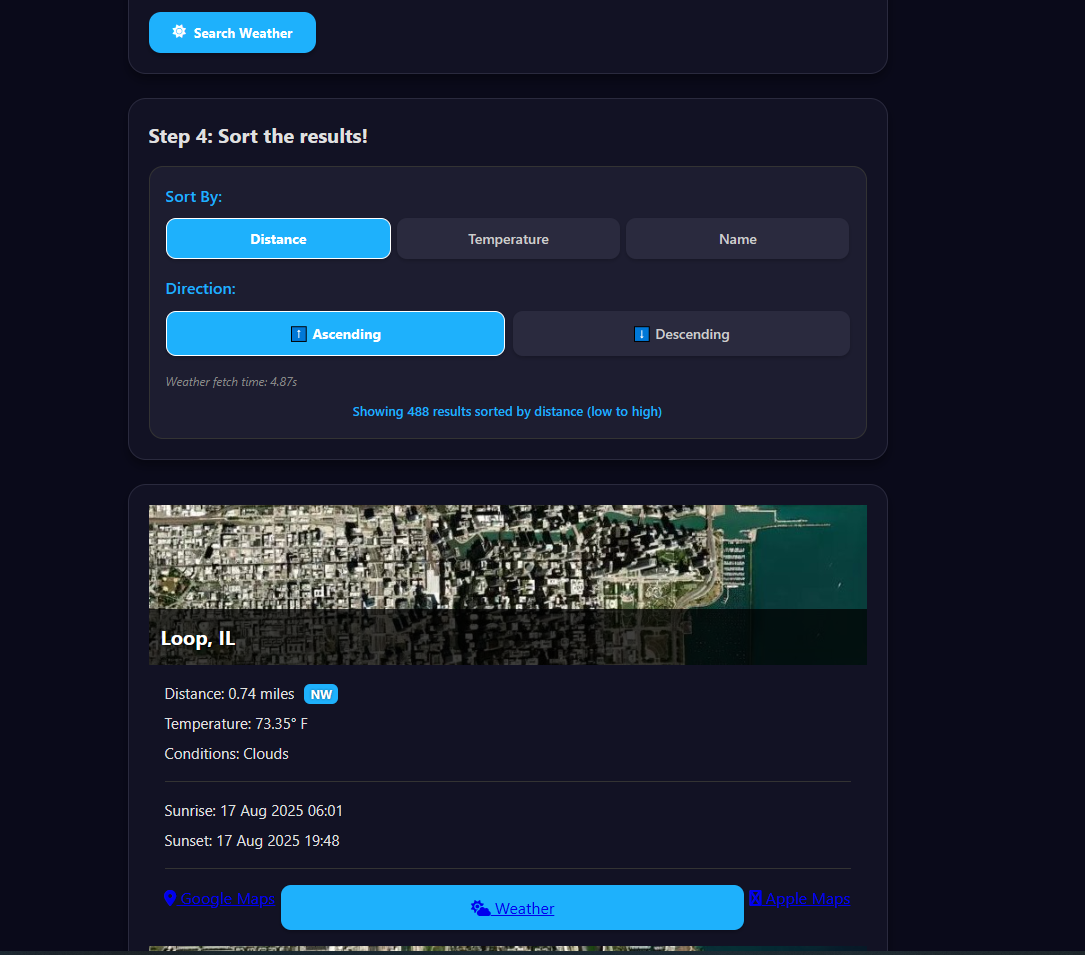 Search Weather
Step 4: Sort the results!
Sort By:
Distance Temperature Name
Direction:
↑ Ascending ↓ Descending
Weather fetch time: 4.87s
Showing 488 results sorted by distance (low to high)
Loop, IL
Distance: 0.74 miles NW
Temperature: 73.35° F
Conditions: Clouds
Sunrise: 17 Aug 2025 06:01
Sunset: 17 Aug 2025 19:48
Google Maps Weather Apple Maps